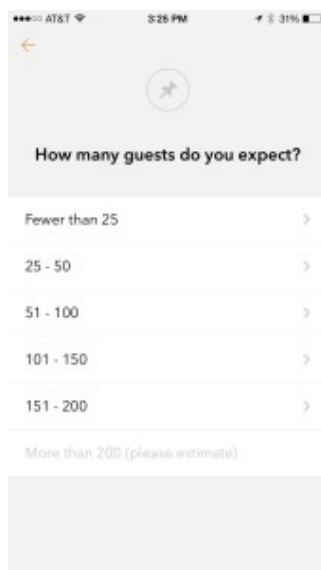 AT&T 3:25 PM 31%
How many guests do you expect?
Fewer than 25
25 - 50
51 - 100
101 - 150
151 - 200
More than 200 (please estimate)